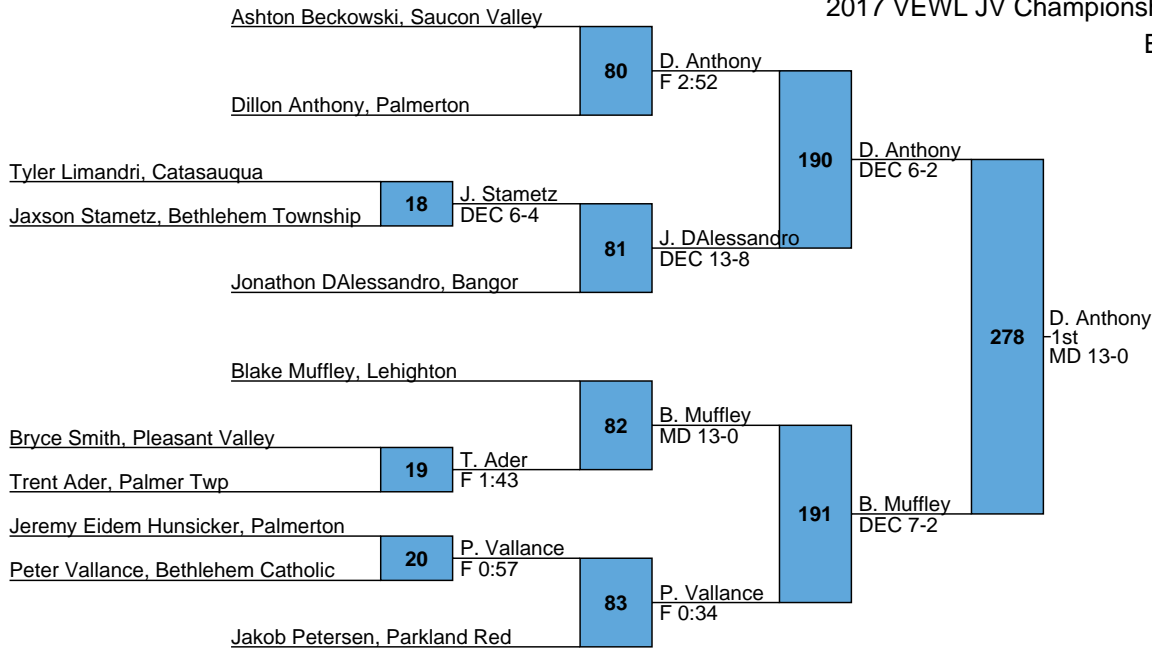 2017 VEWL JV Championsh
E
Ashton Beckowski, Saucon Valley
80
D. Anthony
F 2:52
Dillon Anthony, Palmerton
190
D. Anthony
DEC 6-2
Tyler Limandri, Catasauqua
18
J. Stametz
DEC 6-4
Jaxson Stametz, Bethlehem Township
81
J. DAlessandro
DEC 13-8
Jonathon DAlessandro, Bangor
278
D. Anthony
1st
MD 13-0
Blake Muffley, Lehighton
82
B. Muffley
MD 13-0
Bryce Smith, Pleasant Valley
19
T. Ader
F 1:43
Trent Ader, Palmer Twp
191
B. Muffley
DEC 7-2
Jeremy Eidem Hunsicker, Palmerton
20
P. Vallance
F 0:57
Peter Vallance, Bethlehem Catholic
83
P. Vallance
F 0:34
Jakob Petersen, Parkland Red